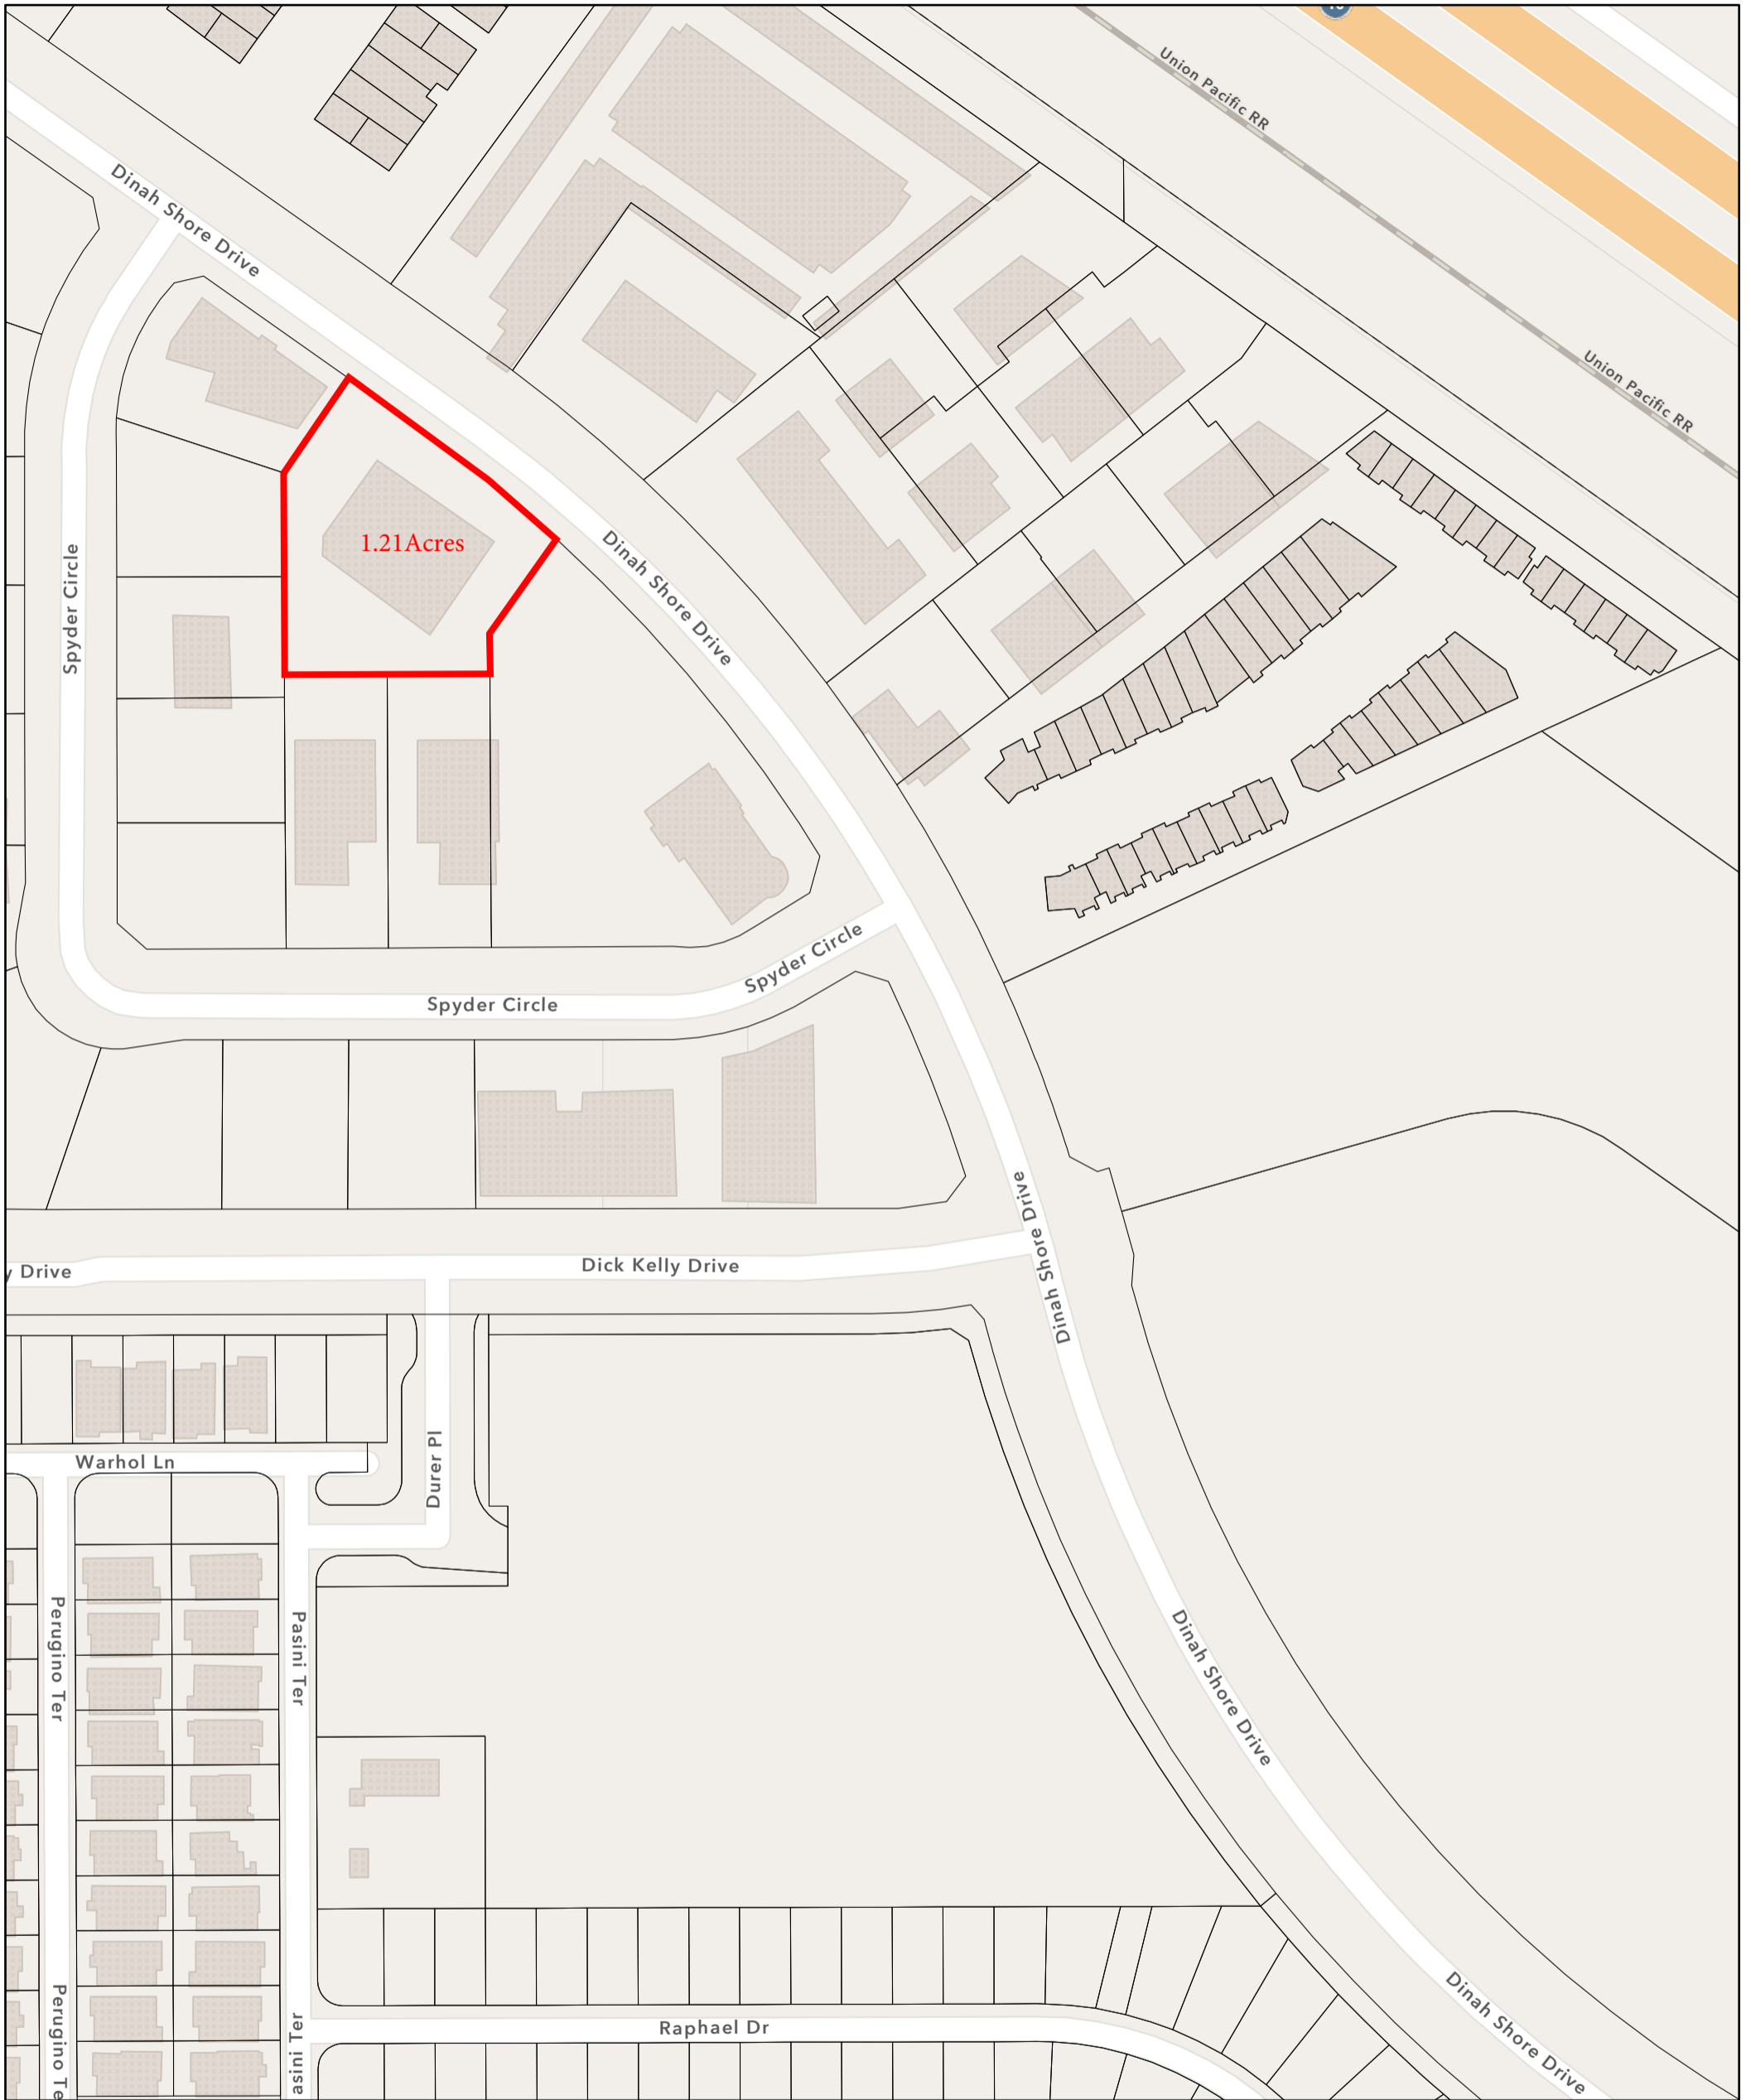 Union Pacific RR
Dinah Shore Drive
Union Pacific RR
1.21Acres
Dinah Shore Drive
Spyder Circle
Spyder Circle
Spyder Circle
Dinah Shore Drive
Dick Kelly Drive
y Drive
Warhol Ln
Durer Pl
Perugino Ter
Pasini Ter
Dinah Shore Drive
Dinah Shore Drive
Perugino Te
asini Ter
Raphael Dr